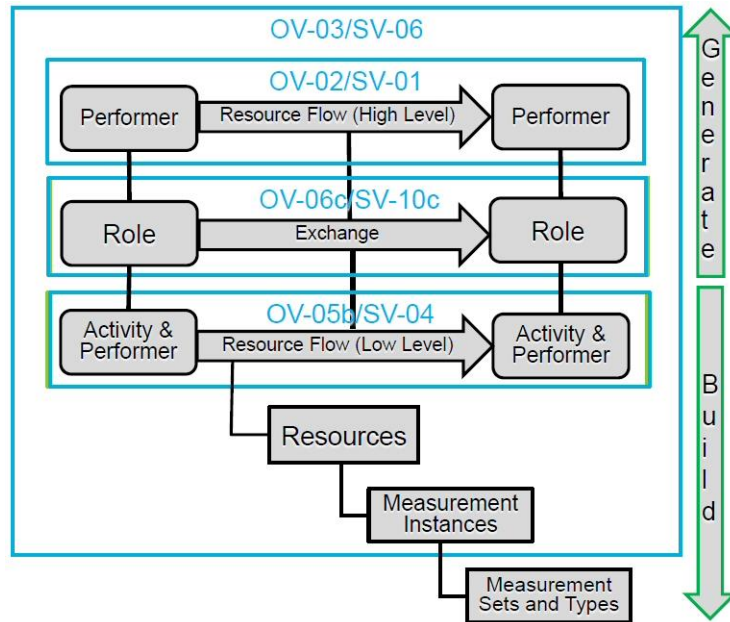 OV-03/SV-06
OV-02/SV-01
Performer
Resource Flow (High Level)
Performer
OV-06c/SV-10c
Role
Exchange
Role
OV-05b/SV-04
Activity &
Performer
Resource Flow (Low Level)
Activity &
Performer
Resources
Measurement
Instances
Measurement
Sets and Types
Generate
Build